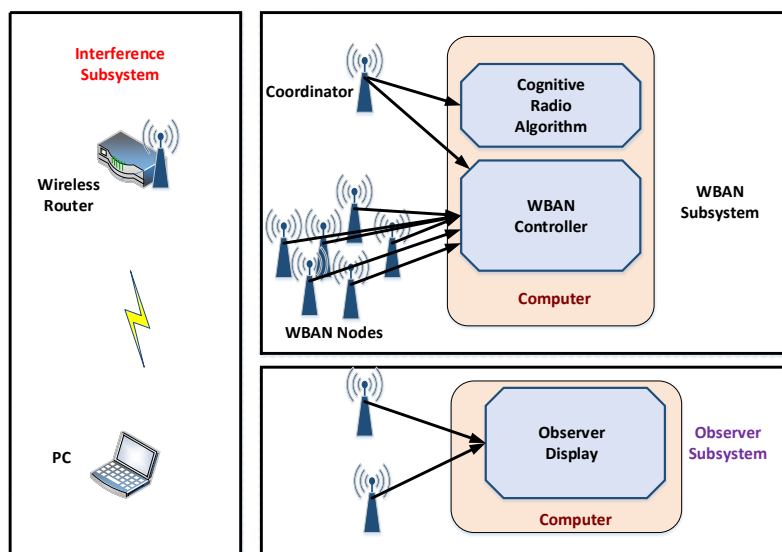 Interference
Subsystem
Wireless
Router
PC
Coordinator
Cognitive
Radio
Algorithm
WBAN
Controller
WBAN
Subsystem
Computer
WBAN Nodes
Observer
Display
Observer
Subsystem
Computer